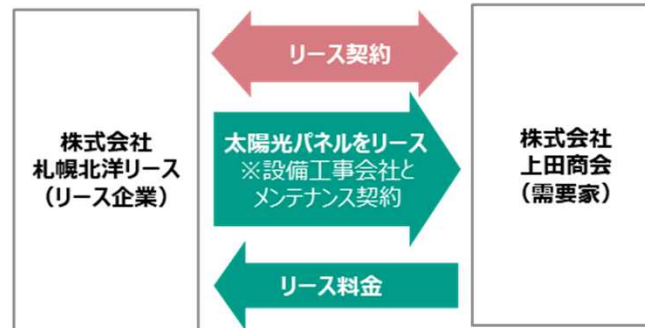 株式会社
札幌北洋リース
（リース企業）
リース契約
太陽光パネルをリース
※設備工事会社と
メンテナンス契約
リース料金
株式会社
上田商会
（需要家）